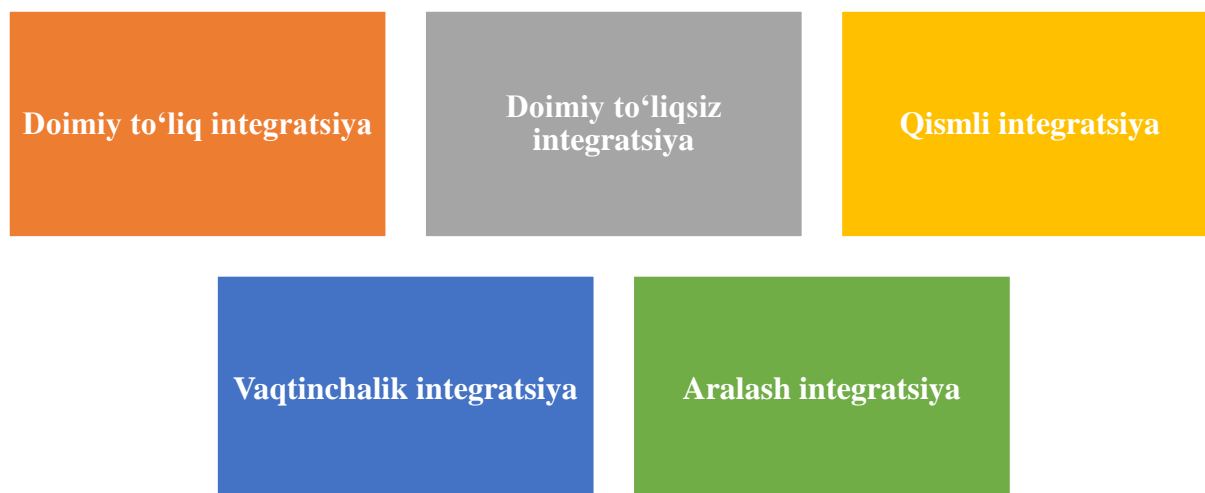 Doimiy to‘liq integratsiya
Doimiy to‘liqsiz
integratsiya
Qismli integratsiya
Vaqtinchalik integratsiya
Aralash integratsiya